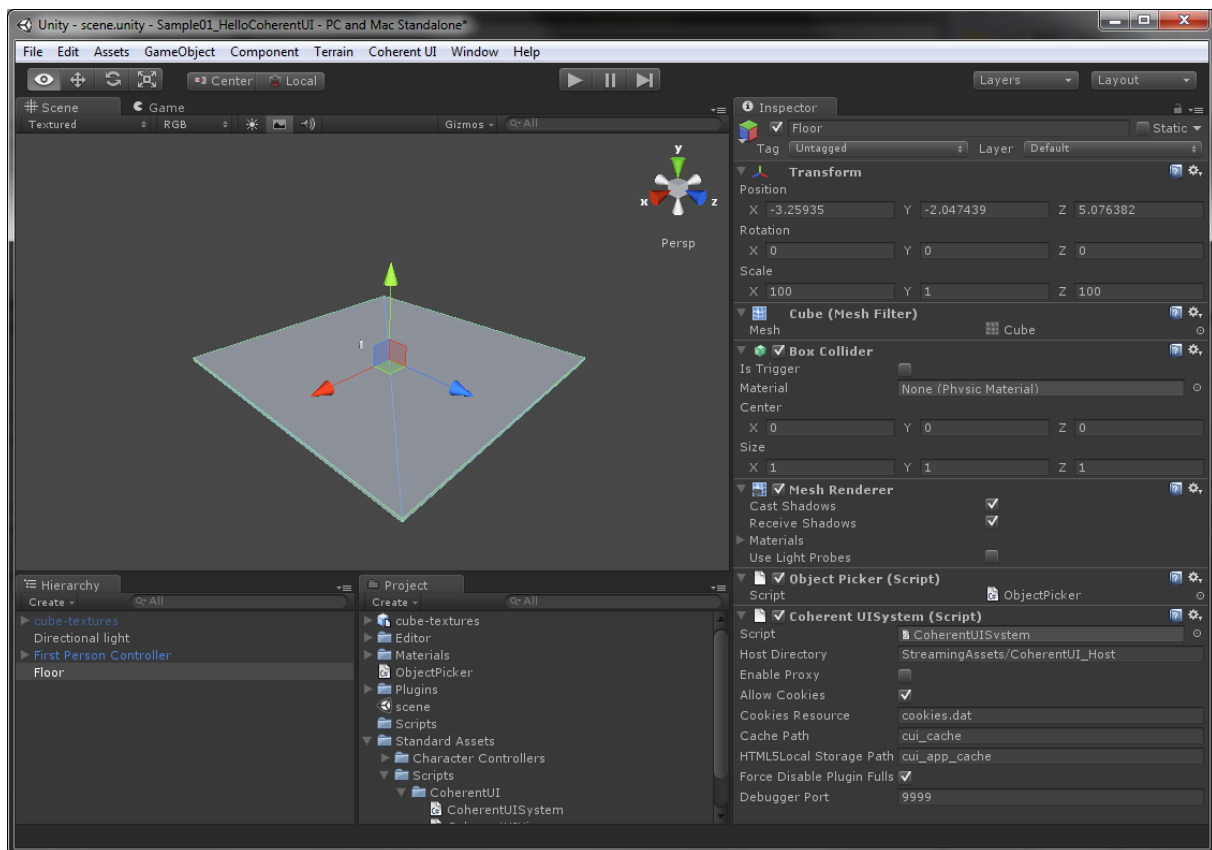 Unity - scene.unity - Sample01_HelloCoherentUI - PC and Mac Standalone*
File Edit Assets GameObject Component Terrain Coherent UI Window Help
Center Local Layers Layout
Scene Game
Textured RGB Gizmos All
y
x z
Persp
Inspector
Floor Static
Tag Untagged Layer Default
Transform
Position
X -3.25935 Y -2.047439 Z 5.076382
Rotation
X 0 Y 0 Z 0
Scale
X 100 Y 1 Z 100
Cube (Mesh Filter)
Mesh Cube
Box Collider
Is Trigger
Material None (Physic Material)
Center
X 0 Y 0 Z 0
Size
X 1 Y 1 Z 1
Mesh Renderer
Cast Shadows
Receive Shadows
Materials
Use Light Probes
Object Picker (Script)
Script ObjectPicker
Coherent UISystem (Script)
Script CoherentUISystem
Host Directory StreamingAssets/CoherentUI_Host
Enable Proxy
Allow Cookies
Cookies Resource cookies.dat
Cache Path cui_cache
HTML5Local Storage Path cui_app_cache
Force Disable Plugin Fulls
Debugger Port 9999
Hierarchy
Create All
cube-textures
Directional light
First Person Controller
Floor
Project
Create All
cube-textures
Editor
Materials
ObjectPicker
Plugins
scene
Scripts
Standard Assets
Character Controllers
Scripts
CoherentUI
CoherentUISystem